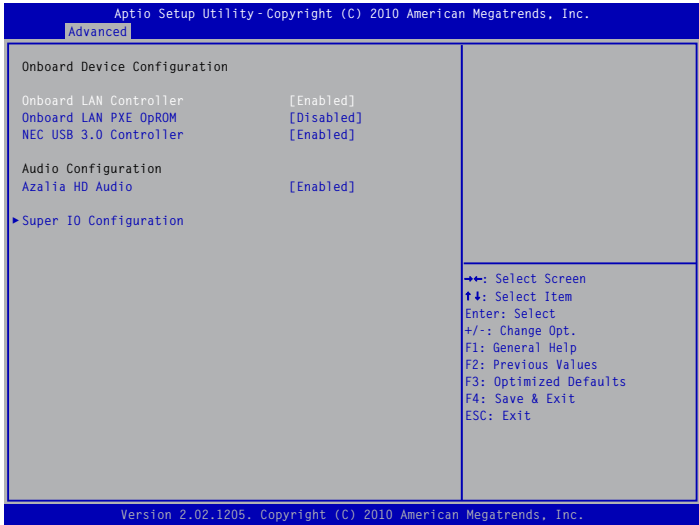 Aptio Setup Utility - Copyright (C) 2010 American Megatrends, Inc.
Advanced
Onboard Device Configuration
Onboard LAN Controller [Enabled]
Onboard LAN PXE OpROM [Disabled]
NEC USB 3.0 Controller [Enabled]
Audio Configuration
Azalia HD Audio [Enabled]
►Super IO Configuration
→←: Select Screen
↑↓: Select Item
Enter: Select
+/-: Change Opt.
F1: General Help
F2: Previous Values
F3: Optimized Defaults
F4: Save & Exit
ESC: Exit
Version 2.02.1205. Copyright (C) 2010 American Megatrends, Inc.